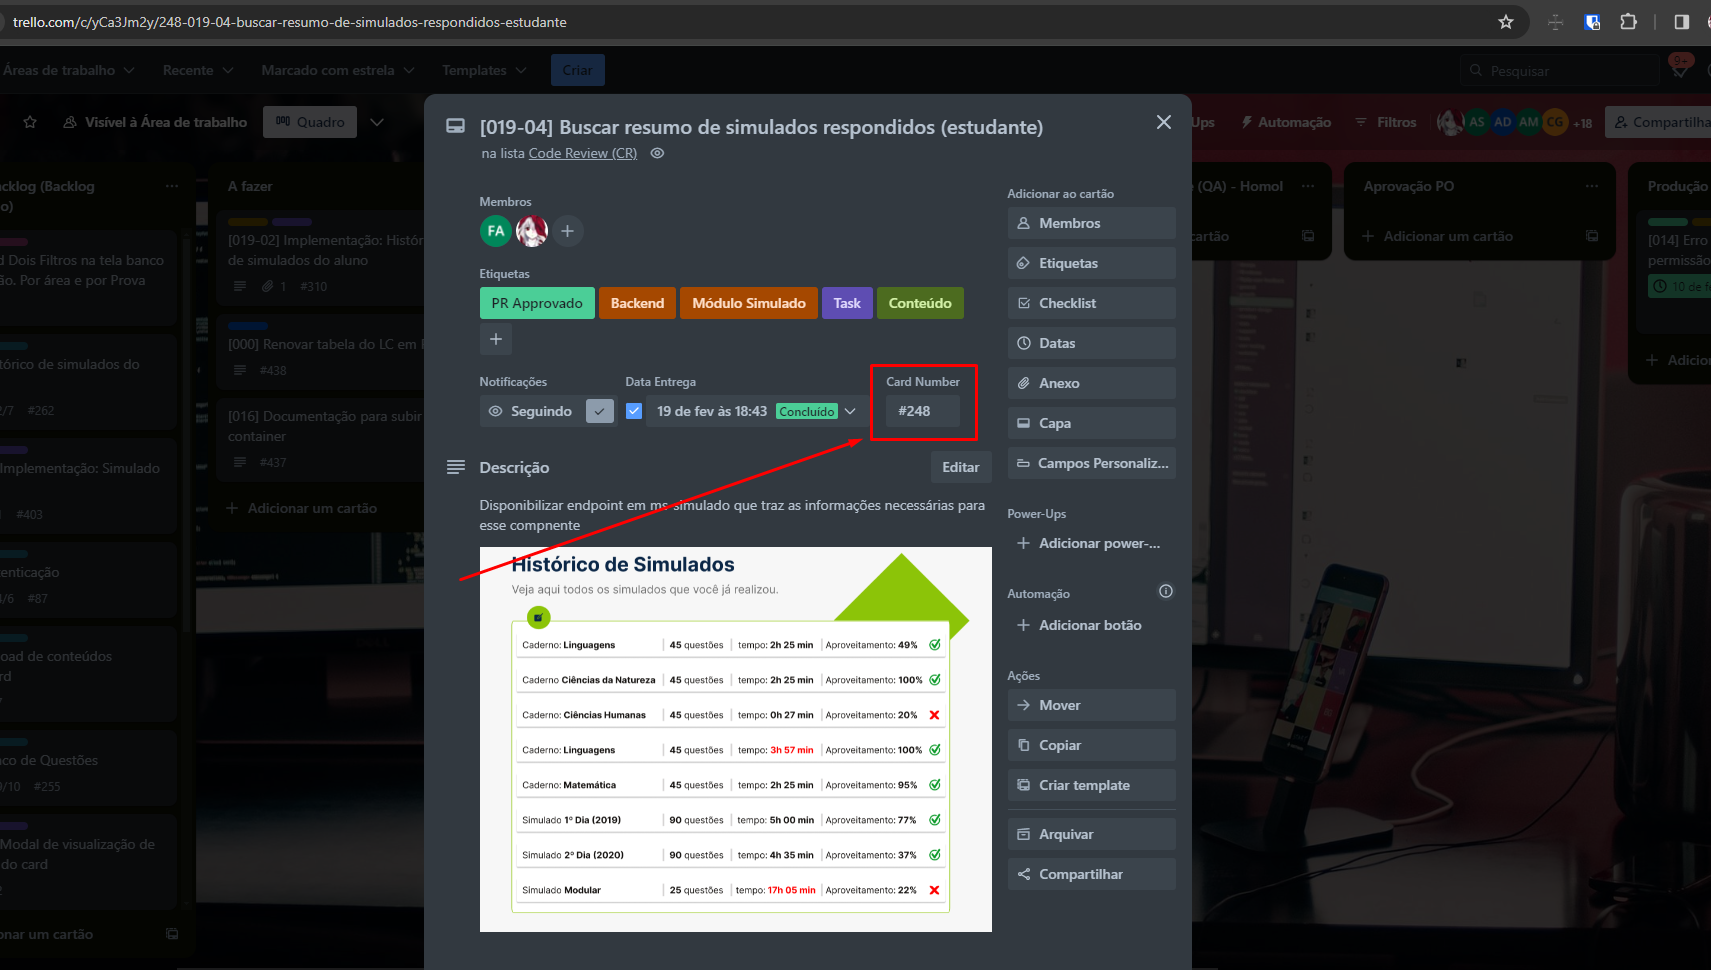 trello.com/c/yCa3Jm2y/248-019-04-buscar-resumo-de-simulados-respondidos-estudante
Áreas de trabalho
Recente
Marcado com estrela
Templates
Criar
Pesquisar
9+
Visível à Área de trabalho
Quadro
Ups
Automação
Filtros
AS
AD
AM
CG
+18
Compartilha
cklog (Backlog
o)
d Dois Filtros na tela banco
ão. Por área e por Prova
tórico de simulados do
2/7
#262
Implementação: Simulado
#403
enticação
4/6
#87
oad de conteúdos
rd
nco de Questões
9/10
#255
Modal de visualização de
do card
onar um cartão
A fazer
[019-02] Implementação: Histór
de simulados do aluno
1
#310
[000] Renovar tabela do LC em
#438
[016] Documentação para subir
container
#437
Adicionar um cartão
[019-04] Buscar resumo de simulados respondidos (estudante)
na lista Code Review (CR)
Membros
FA
Etiquetas
PR Aprovado
Backend
Módulo Simulado
Task
Conteúdo
Notificações
Seguindo
Data Entrega
19 de fev às 18:43
Concluído
Card Number
#248
Descrição
Editar
Disponibilizar endpoint em ms-simulado que traz as informações necessárias para
esse compnente
Histórico de Simulados
Veja aqui todos os simulados que você já realizou.
Caderno: Linguagens 45 questões tempo: 2h 25 min Aproveitamento: 49%
Caderno Ciências da Natureza 45 questões tempo: 2h 25 min Aproveitamento: 100%
Caderno: Ciências Humanas 45 questões tempo: 0h 27 min Aproveitamento: 20%
Caderno: Linguagens 45 questões tempo: 3h 57 min Aproveitamento: 100%
Caderno: Matemática 45 questões tempo: 2h 25 min Aproveitamento: 95%
Simulado 1º Dia (2019) 90 questões tempo: 5h 00 min Aproveitamento: 77%
Simulado 2º Dia (2020) 90 questões tempo: 4h 35 min Aproveitamento: 37%
Simulado Modular 25 questões tempo: 17h 05 min Aproveitamento: 22%
Adicionar ao cartão
Membros
Etiquetas
Checklist
Datas
Anexo
Capa
Campos Personaliz...
Power-Ups
Adicionar power-...
Automação
Adicionar botão
Ações
Mover
Copiar
Criar template
Arquivar
Compartilhar
(QA) - Homol
cartão
Aprovação PO
Adicionar um cartão
Produção
[014] Erro
permissão
10 de fe
Adicion